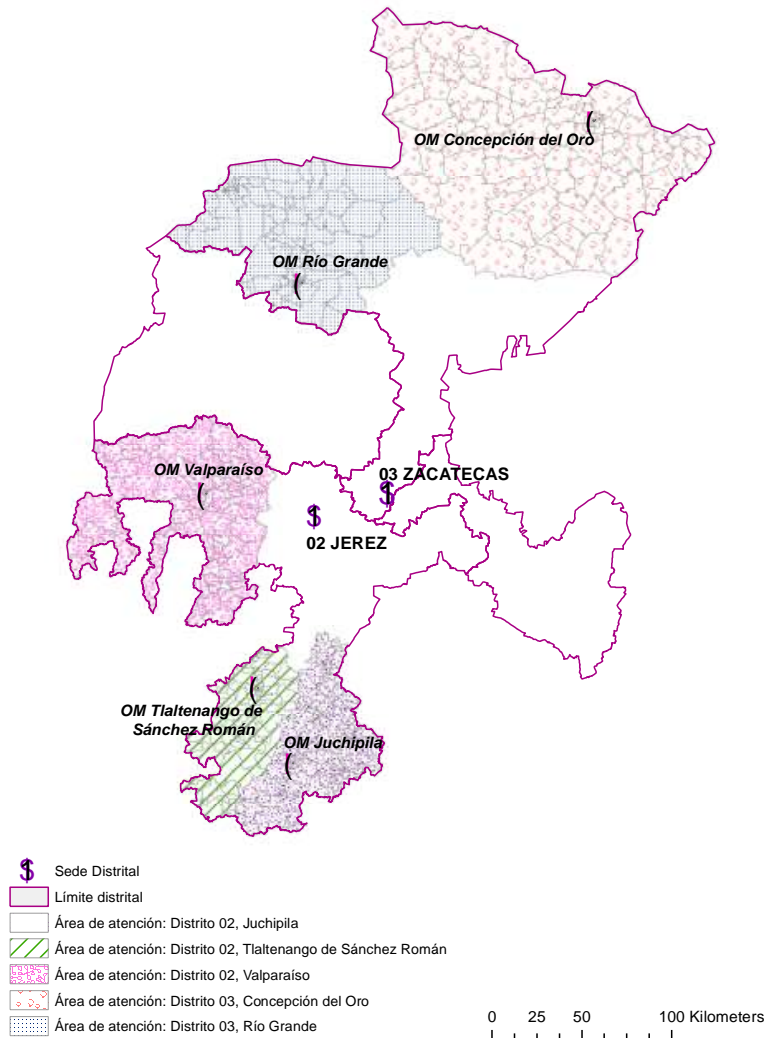 OM Concepción del Oro
OM Río Grande
OM Valparaíso
03 ZACATECAS
02 JEREZ
OM Tlaltenango de
Sánchez Román
OM Juchipila
Sede Distrital
Límite distrital
Área de atención: Distrito 02, Juchipila
Área de atención: Distrito 02, Tlaltenango de Sánchez Román
Área de atención: Distrito 02, Valparaíso
Área de atención: Distrito 03, Concepción del Oro
Área de atención: Distrito 03, Río Grande
0 25 50 100 Kilometers